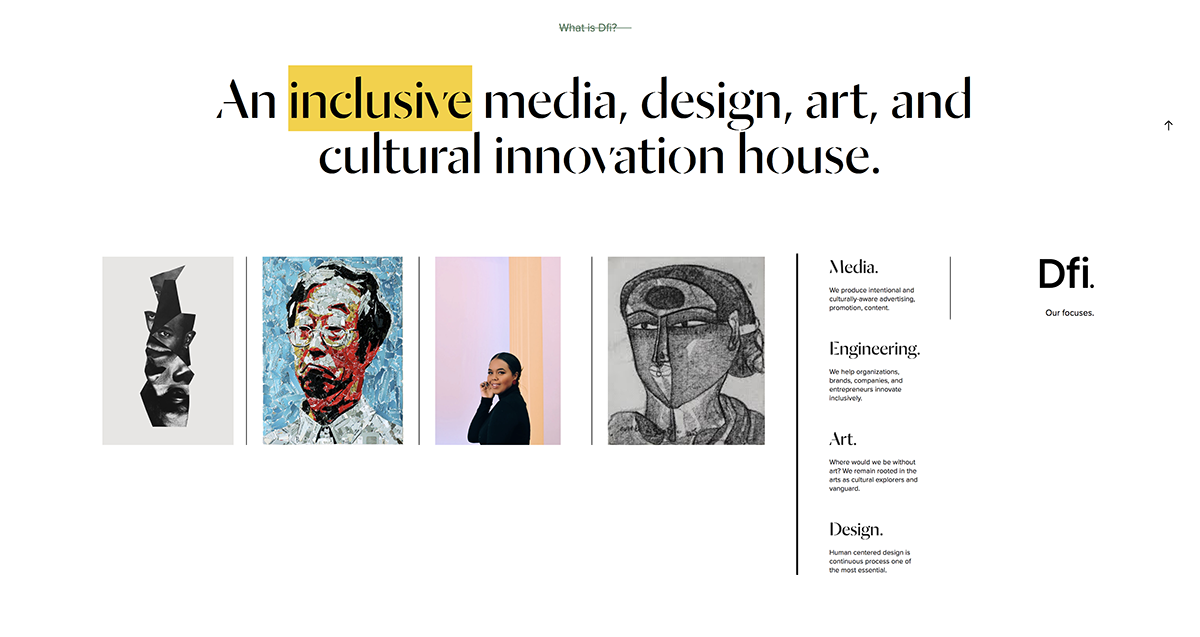 What is Dfi?
An inclusive media, design, art, and
cultural innovation house.
Media.
We produce intentional and
culturally-aware advertising,
promotion, content.
Engineering.
We help organizations,
brands, companies, and
entrepreneurs innovate
inclusively.
Art.
Where would we be without
art? We remain rooted in the
arts as cultural explorers and
vanguard.
Design.
Human centered design is
continuous process one of
the most essential.
Dfi.
Our focuses.